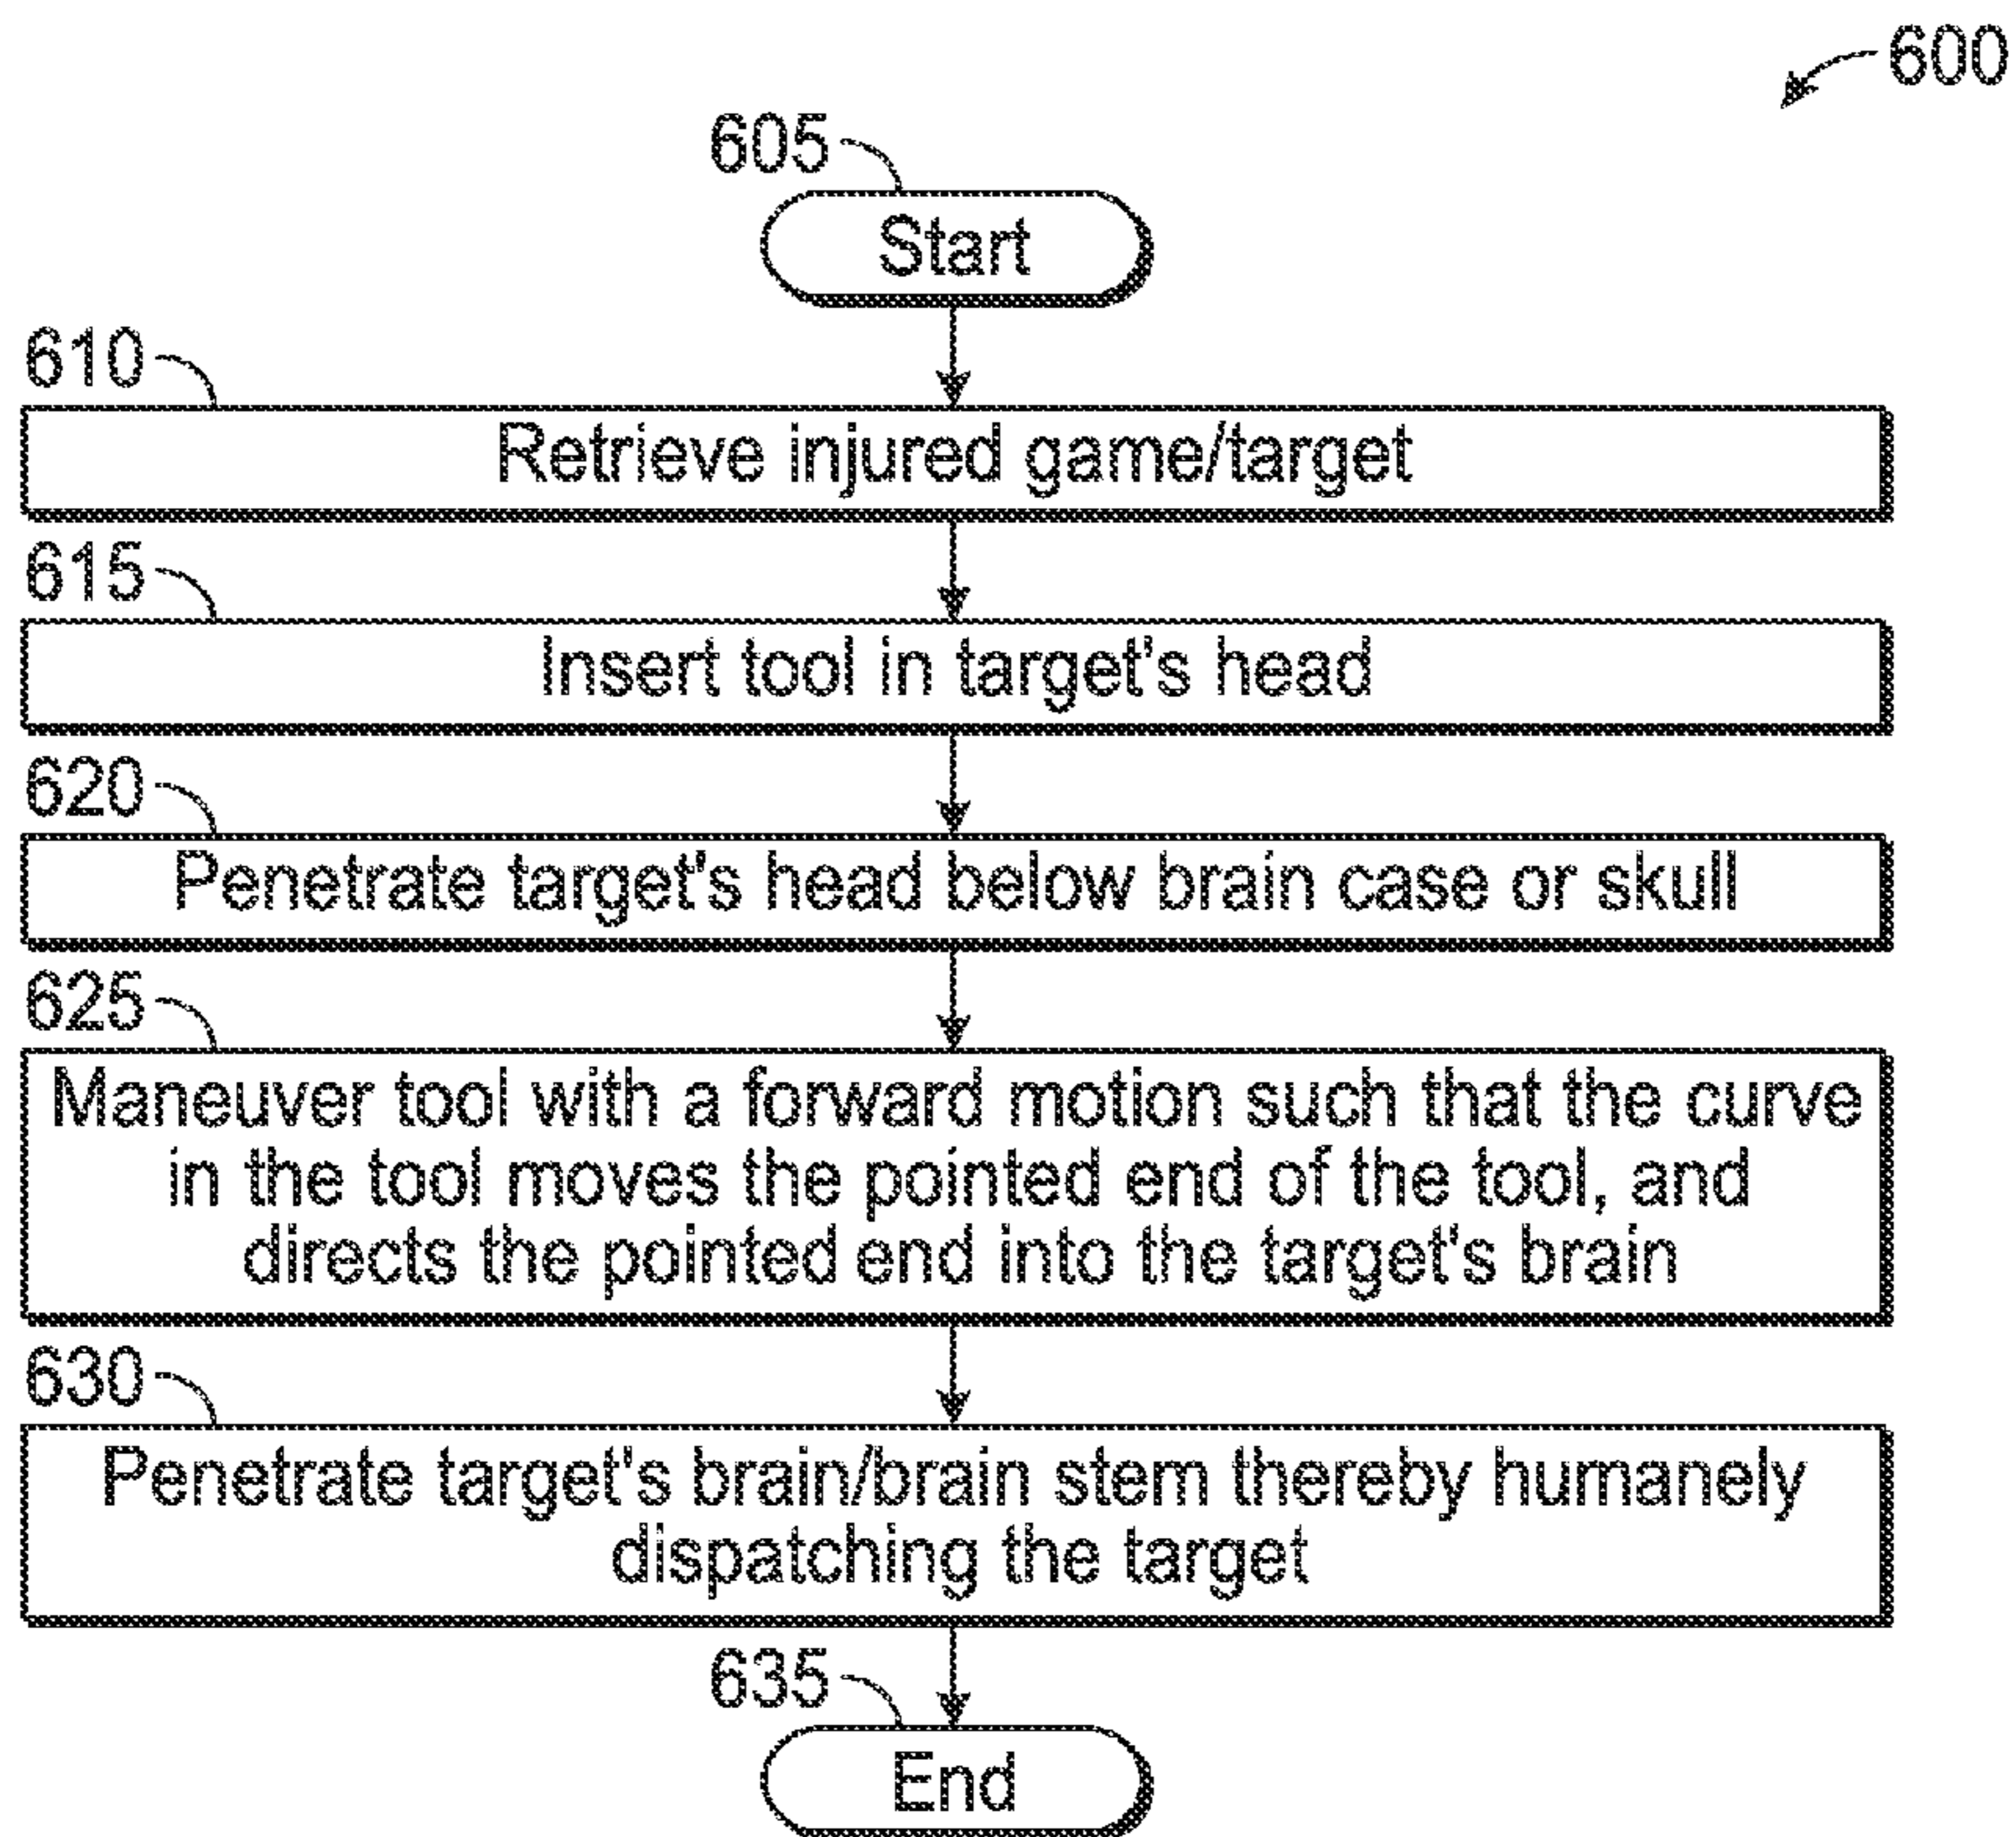 600
605
Start
610
Retrieve injured game/target
615
Insert tool in target's head
620
Penetrate target's head below brain case or skull
625
Maneuver tool with a forward motion such that the curve
in the tool moves the pointed end of the tool, and
directs the pointed end into the target's brain
630
Penetrate target's brain/brain stem thereby humanely
dispatching the target
635
End